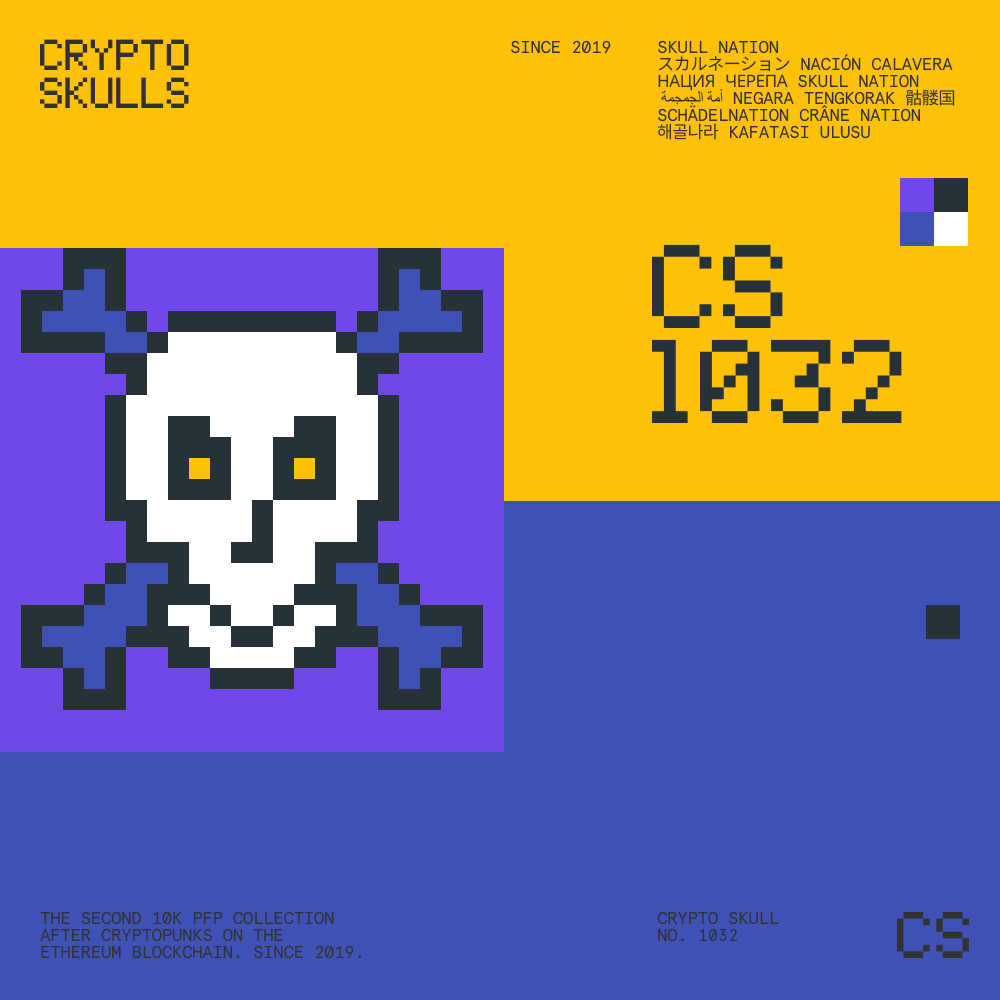 CRYPTO
SKULLS
SINCE 2019
SKULL NATION
スカルネーション NACIÓN CALAVERA
НАЦИЯ ЧЕРЕПА SKULL NATION
أمة الجمجمة NEGARA TENGKORAK 骷髅国
SCHÄDELNATION CRÂNE NATION
해골나라 KAFATASI ULUSU
CS
1032
THE SECOND 10K PFP COLLECTION
AFTER CRYPTOPUNKS ON THE
ETHEREUM BLOCKCHAIN. SINCE 2019.
CRYPTO SKULL
NO. 1032
CS